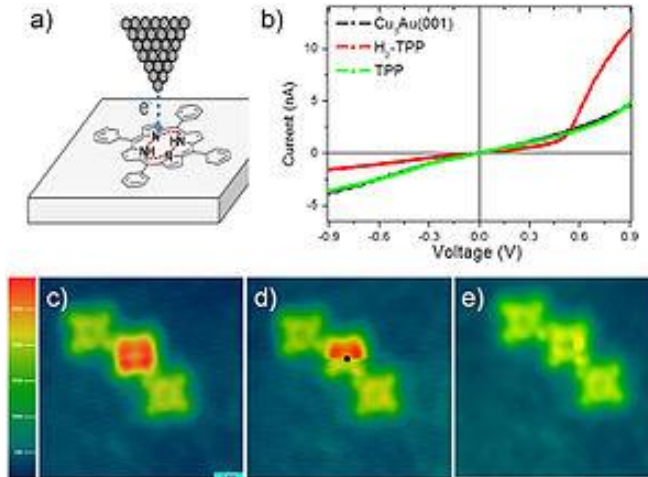 a)
e
N
HN
NH
N
b)
Cu₃Au(001)
H₂-TPP
TPP
Current (nA)
10
5
0
-5
-0.9 -0.6 -0.3 0.0 0.3 0.6 0.9
Voltage (V)
c)
d)
e)